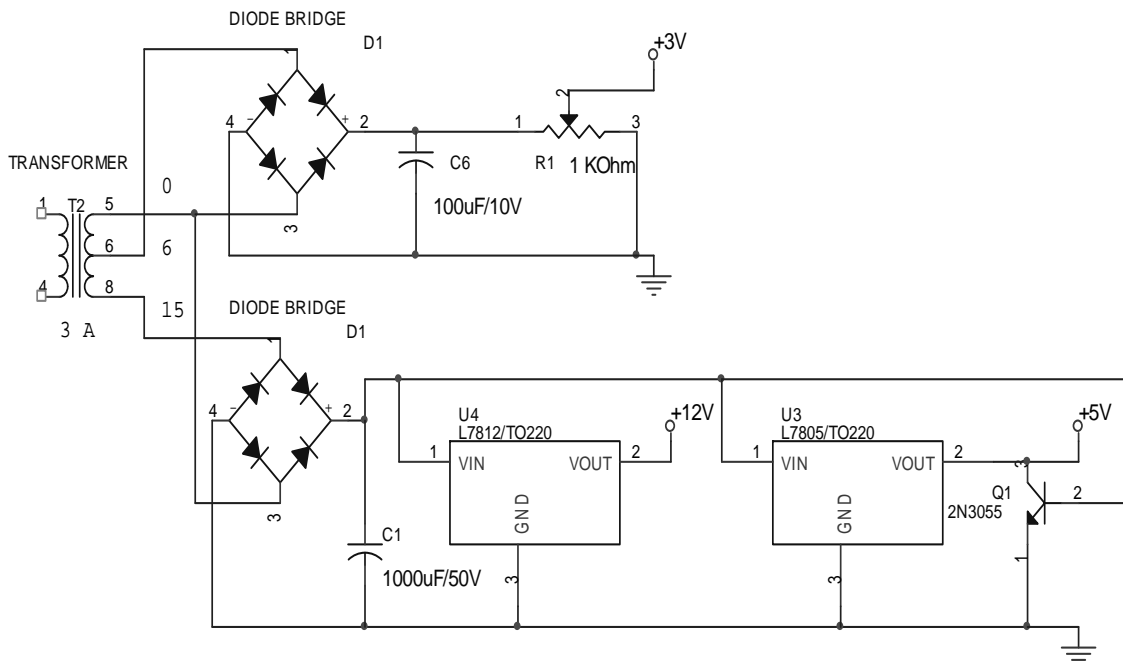 DIODE BRIDGE
D1
+3V
1
2
4
-
+
2
1
3
C6
R1
1 KOhm
TRANSFORMER
100uF/10V
0
1
T2
5
3
6
6
4
8
15
3 A
DIODE BRIDGE
D1
1
4
-
+
2
U4
L7812/TO220
+12V
U3
L7805/TO220
+5V
1
VIN
VOUT
2
1
VIN
VOUT
2
3
GND
GND
Q1
2
2N3055
3
C1
1000uF/50V
3
3
1